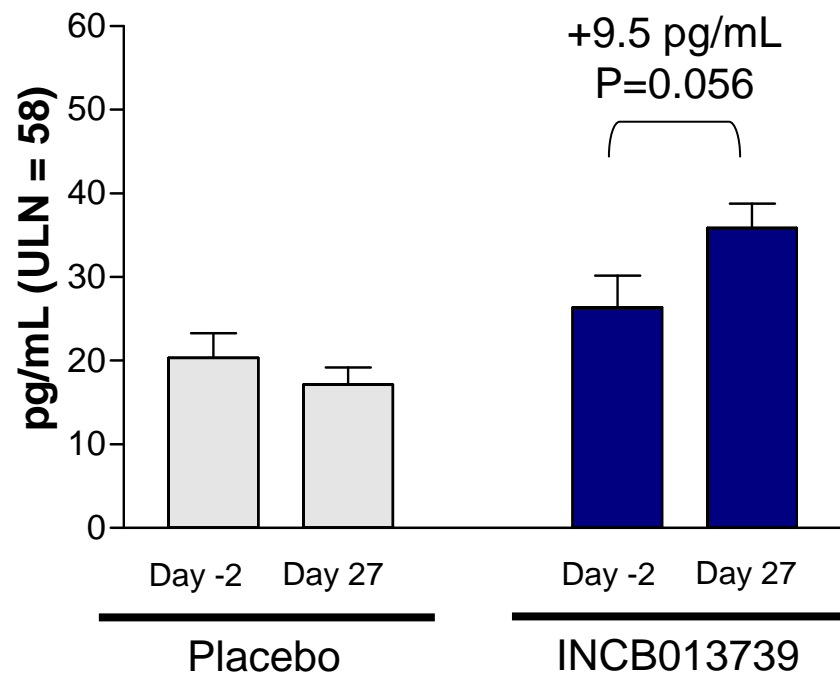 +9.5 pg/mL
P=0.056
pg/mL (ULN = 58)
60
50
40
30
20
10
0
Day -2 Day 27 Day -2 Day 27
Placebo INCB013739